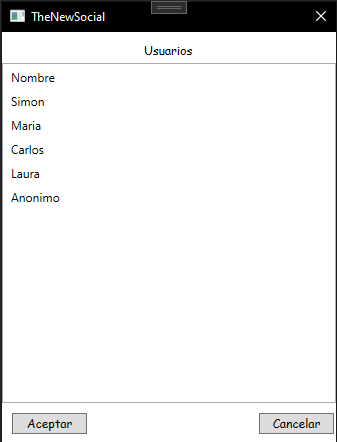 TheNewSocial
Usuarios
Nombre
Simon
Maria
Carlos
Laura
Anonimo
Aceptar
Cancelar